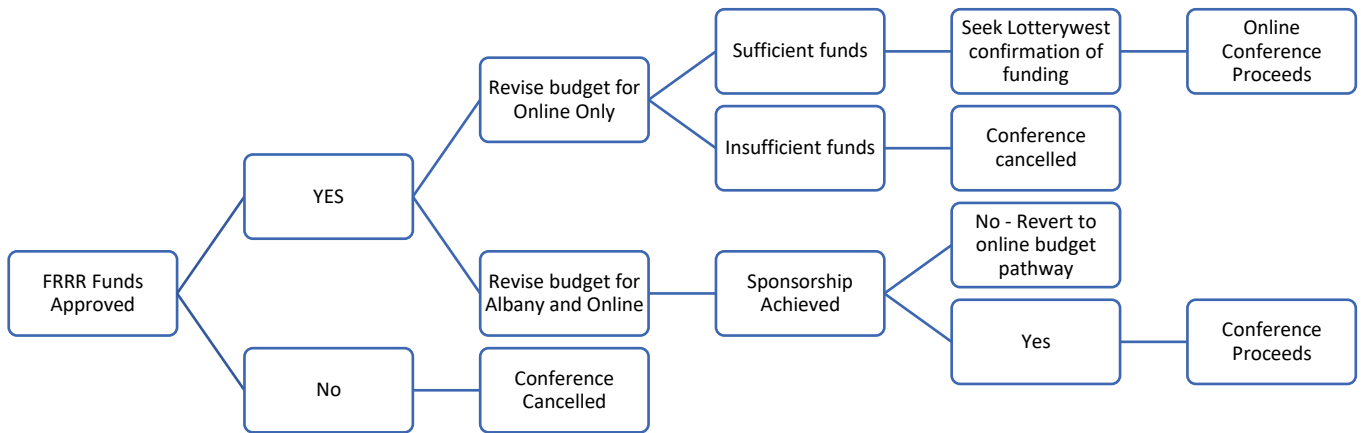 FRRR Funds
Approved
YES
Revise budget for
Online Only
Sufficient funds
Seek Lotterywest
confirmation of
funding
Online
Conference
Proceeds
Insufficient funds
Conference
cancelled
Revise budget for
Albany and Online
Sponsorship
Achieved
No - Revert to
online budget
pathway
Yes
Conference
Proceeds
No
Conference
Cancelled